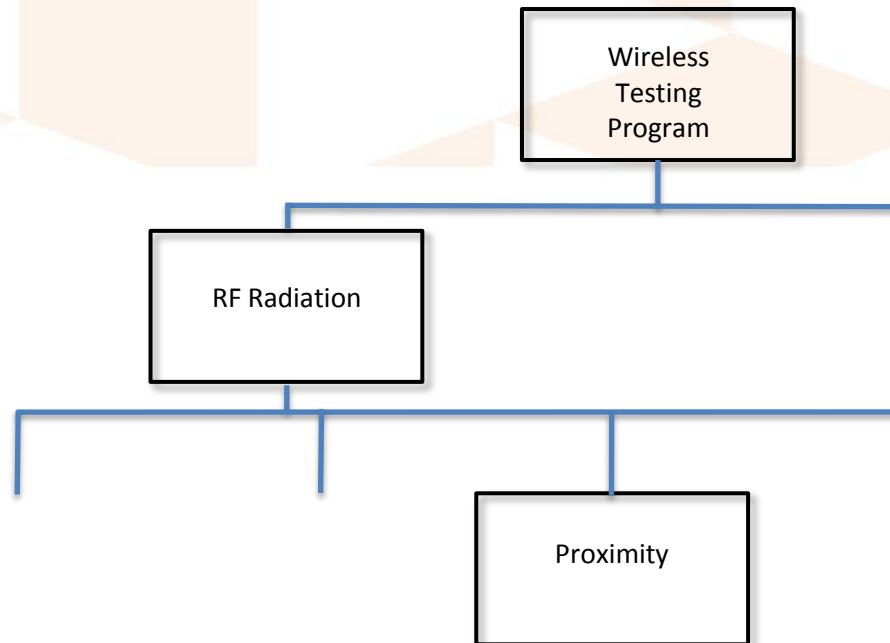 Wireless
Testing
Program
RF Radiation
Proximity